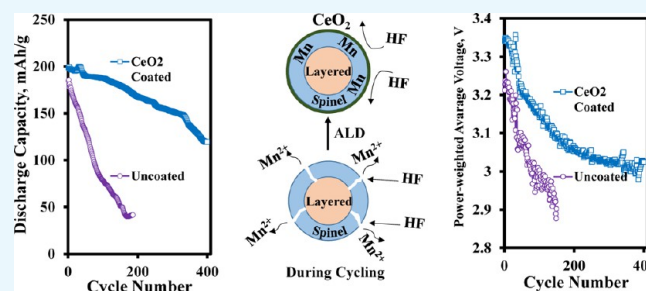 Discharge Capacity, mAh/g
350
300
250
200
150
100
50
0
CeO2
Coated
Uncoated
0
200
400
Cycle Number
CeO₂
HF
Mn
Mn
Layered
Mn
Spinel
HF
ALD
Mn²⁺
Mn²⁺
HF
Layered
HF
Spinel
Mn²⁺
Mn²⁺
During Cycling
Power-weighted Avarage Voltage, V
3.4
3.3
3.2
3.1
3
2.9
2.8
CeO2
Coated
Uncoated
0
200
400
Cycle Number